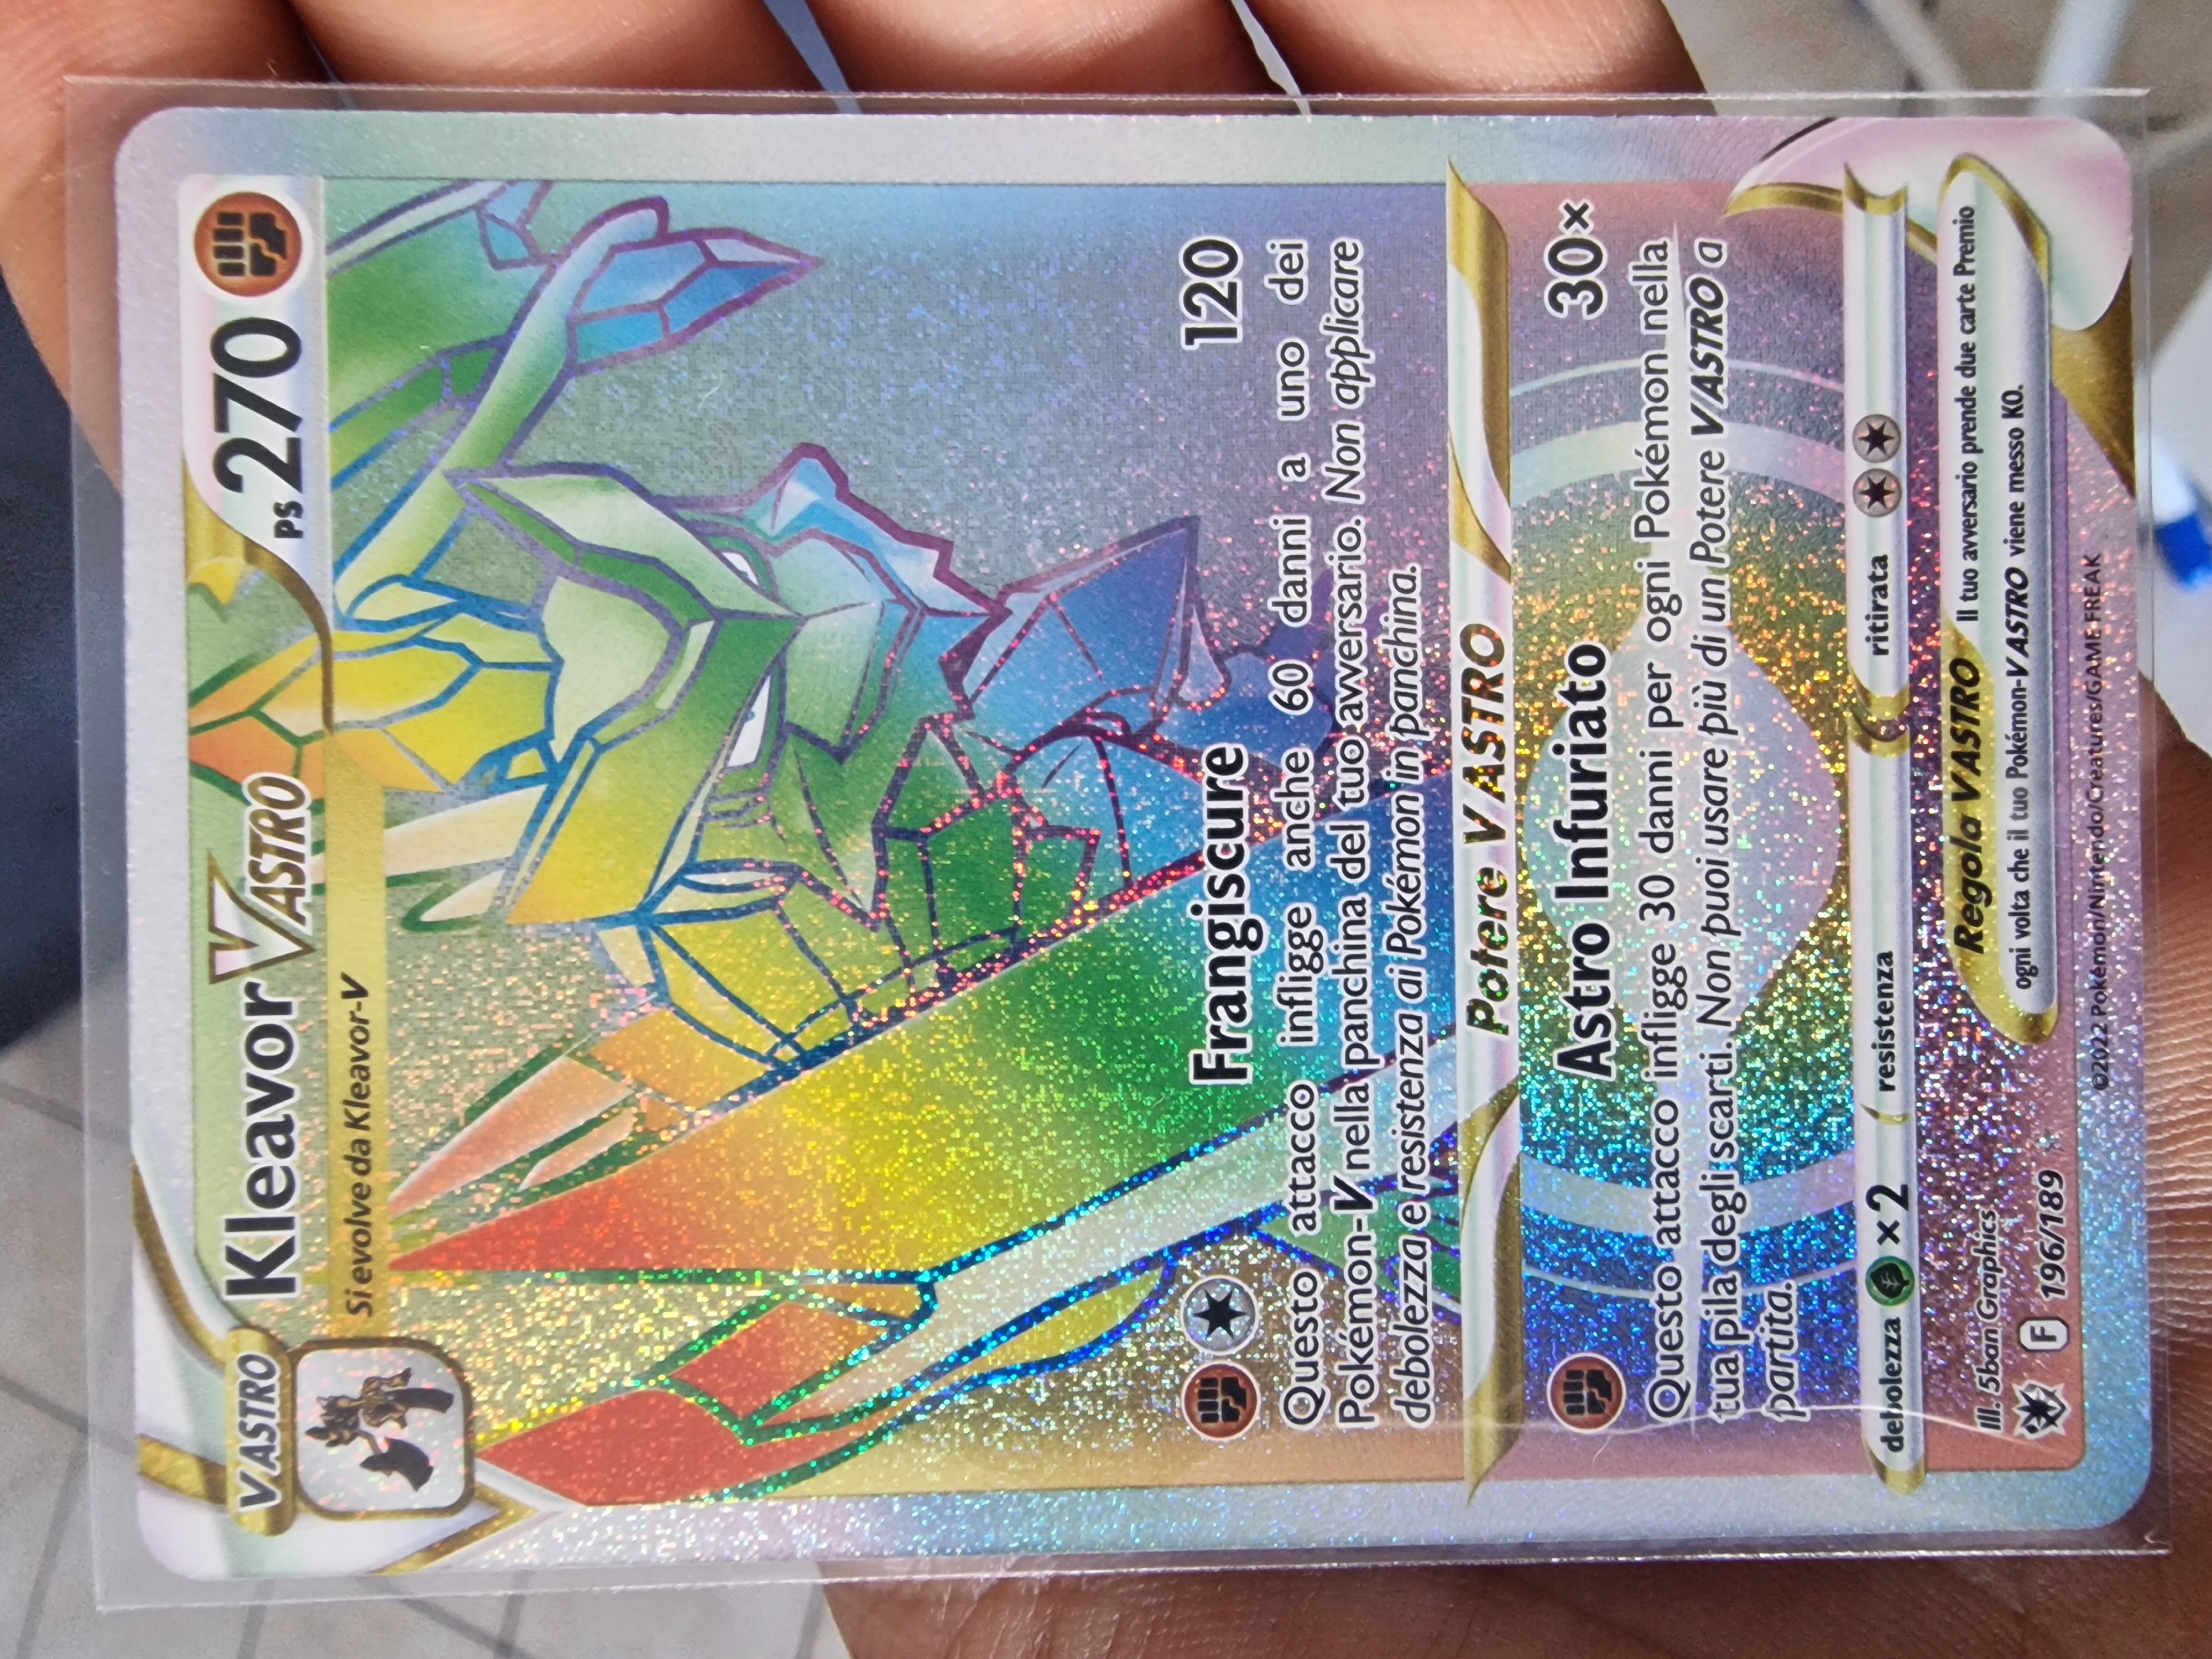 V ASTRO
Kleavor VASTRO
PS 270
Si evolve da Kleavor-V
Frangiscure 120
Questo attacco infligge anche 60 danni a uno dei
Pokémon-V nella panchina del tuo avversario. Non applicare
debolezza e resistenza ai Pokémon in panchina.
Potere V ASTRO
Astro Infuriato 30×
Questo attacco infligge 30 danni per ogni Pokémon nella
tua pila degli scarti. Non puoi usare più di un Potere V ASTRO a
partita.
debolezza ×2 resistenza ritirata
Ill. 5ban Graphics
Regola V ASTRO Il tuo avversario prende due carte Premio
ogni volta che il tuo Pokémon-V ASTRO viene messo KO.
F 196/189
©2022 Pokémon/Nintendo/Creatures/GAME FREAK